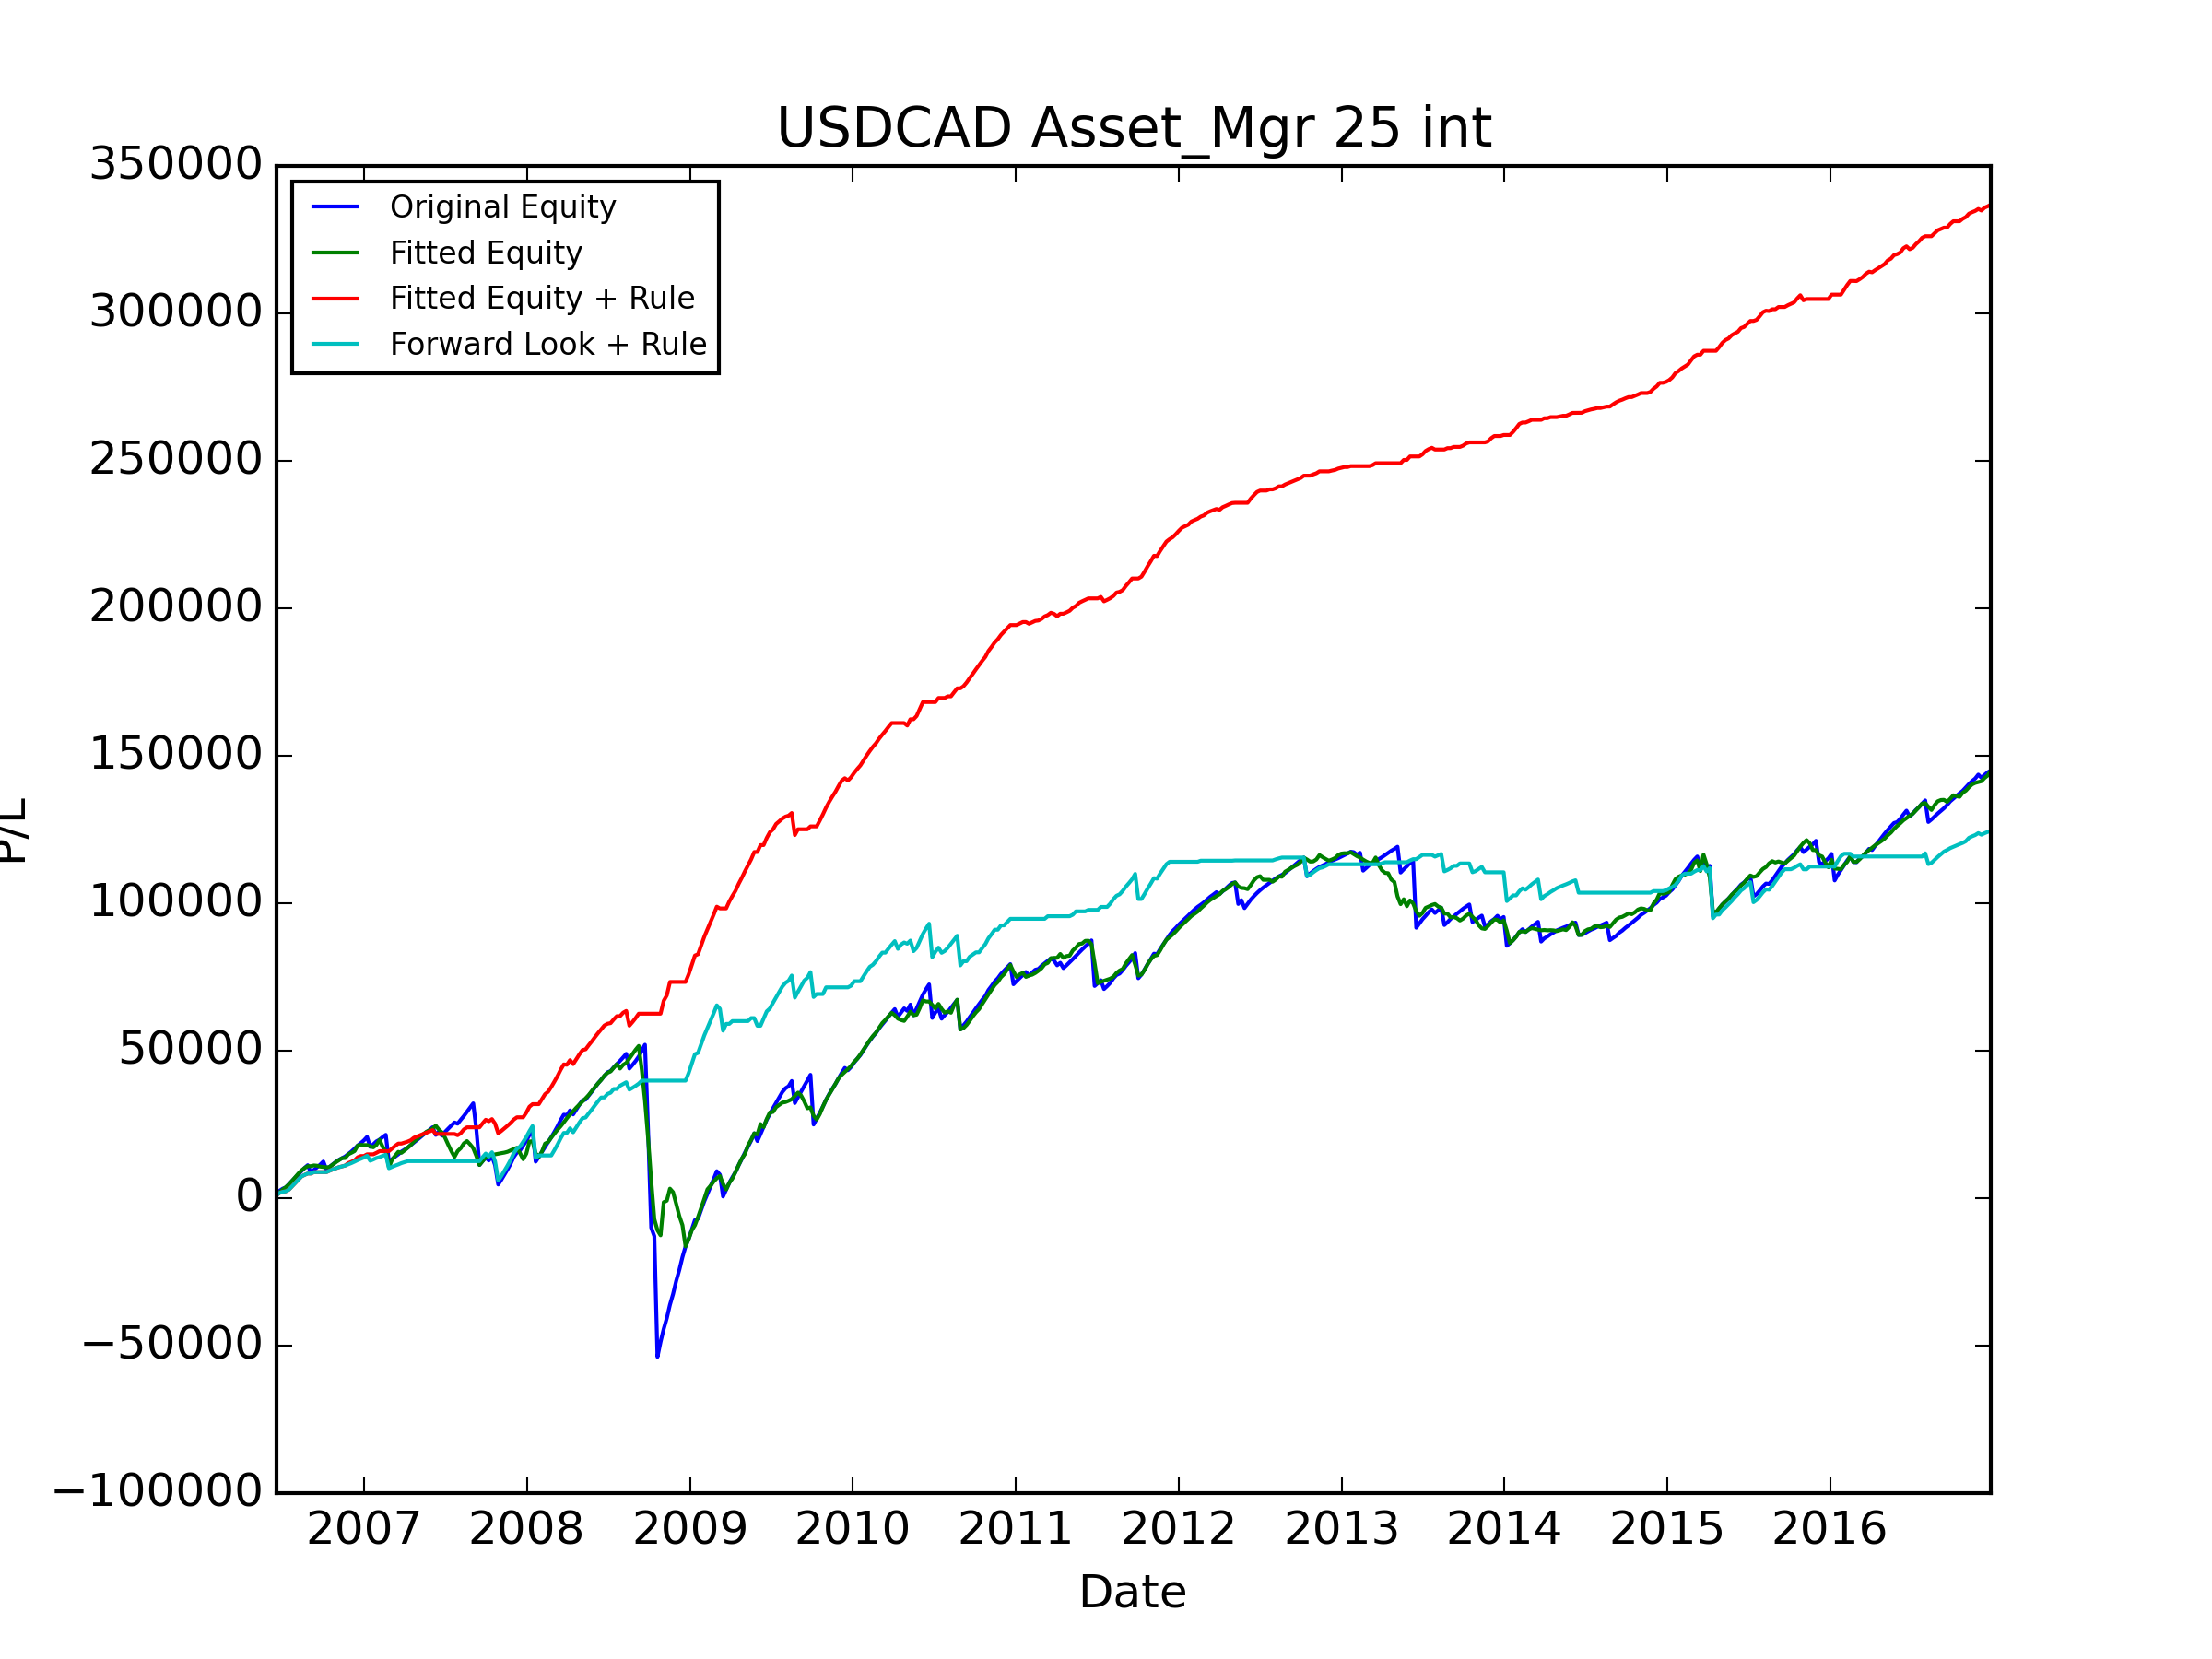 USDCAD Asset_Mgr 25 int
350000
300000
250000
200000
150000
100000
50000
0
−50000
−100000
P/L
Original Equity
Fitted Equity
Fitted Equity + Rule
Forward Look + Rule
2007 2008 2009 2010 2011 2012 2013 2014 2015 2016
Date